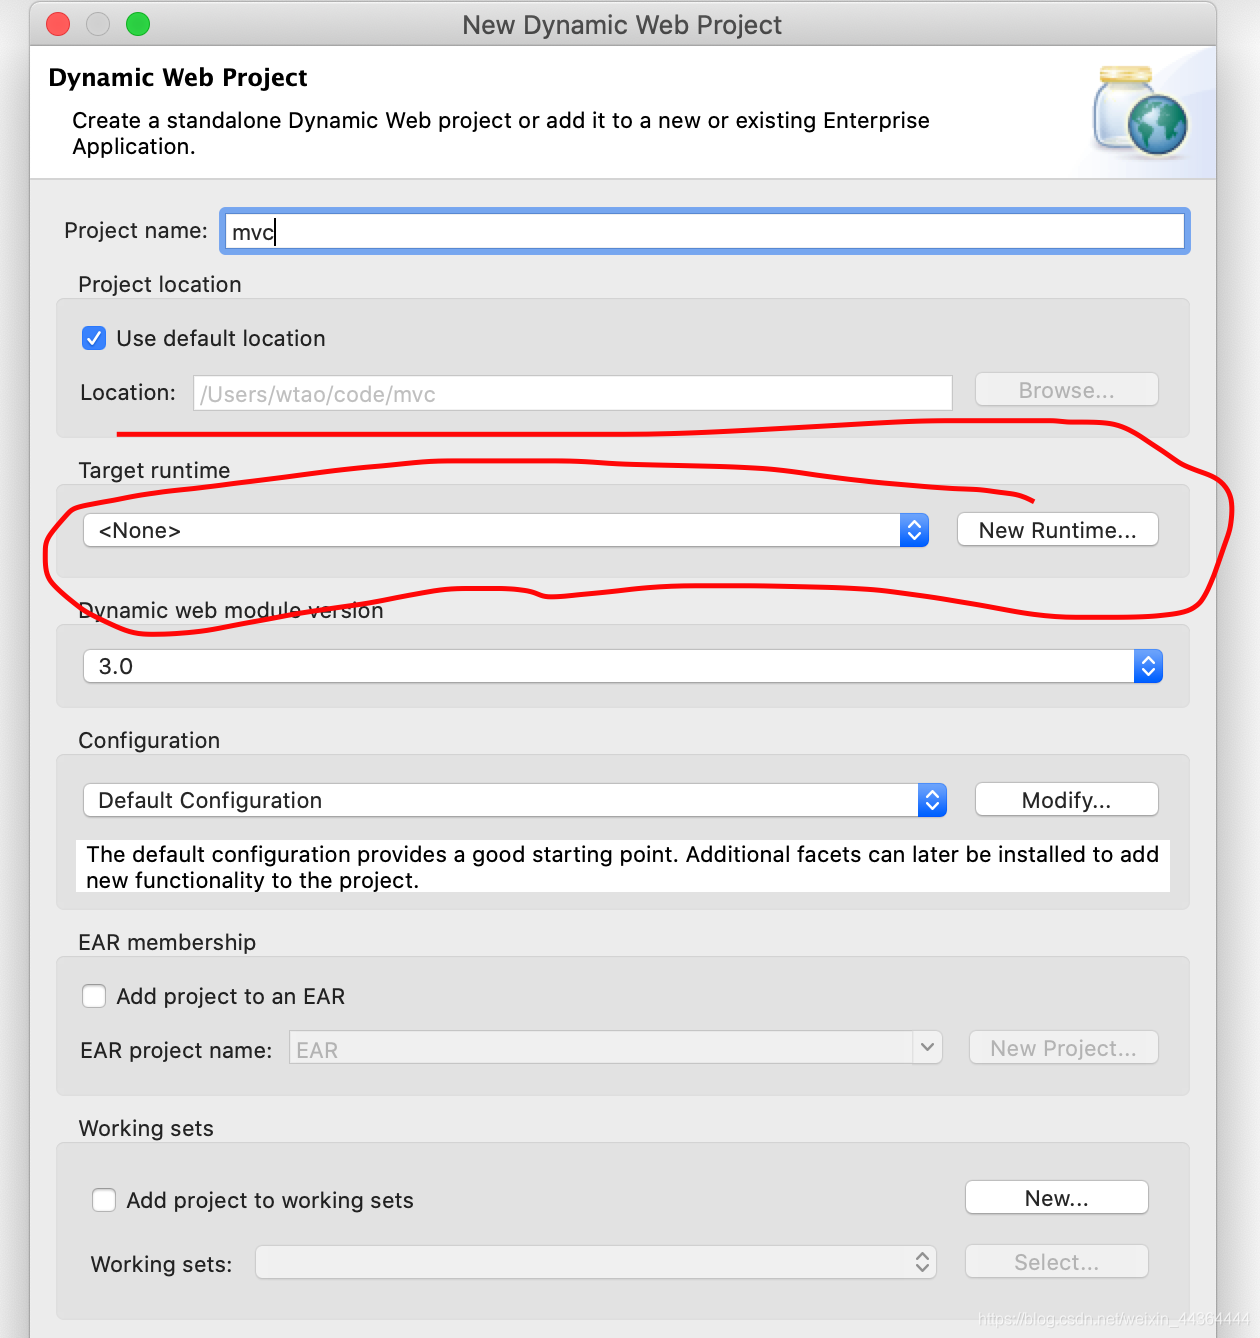 New Dynamic Web Project
Dynamic Web Project
Create a standalone Dynamic Web project or add it to a new or existing Enterprise
Application.
Project name: mvc
Project location
Use default location
Location: /Users/wtao/code/mvc Browse...
Target runtime
<None> New Runtime...
Dynamic web module version
3.0
Configuration
Default Configuration Modify...
The default configuration provides a good starting point. Additional facets can later be installed to add
new functionality to the project.
EAR membership
Add project to an EAR
EAR project name: EAR New Project...
Working sets
Add project to working sets New...
Working sets: Select...
https://blog.csdn.net/weixin_44364444